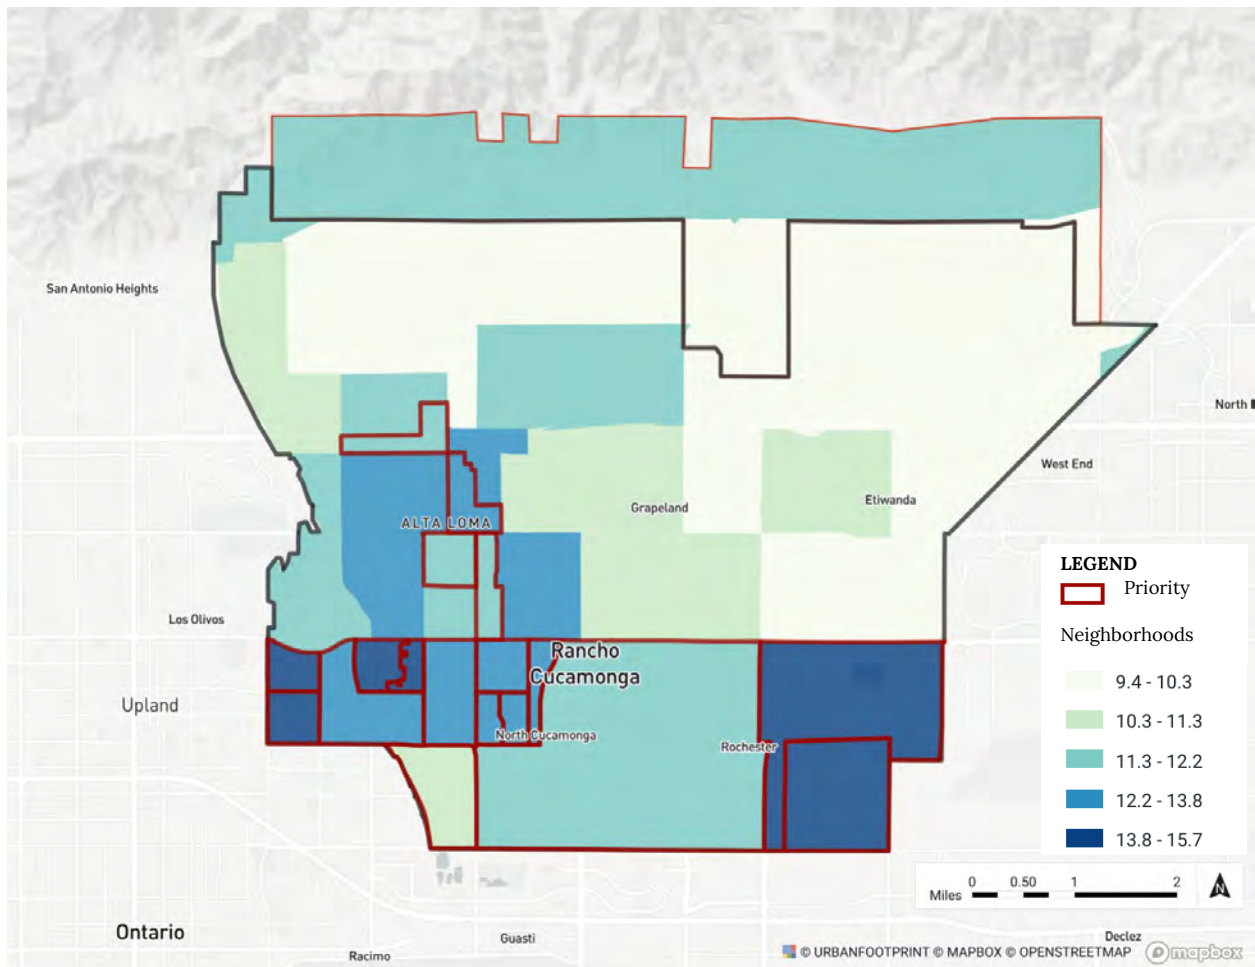 San Antonio Heights
North
West End
Grapeland
Etiwanda
ALTA LOMA
LEGEND
Priority
Los Olivos
Neighborhoods
Rancho
Cucamonga
9.4 - 10.3
Upland
10.3 - 11.3
North Cucamonga
Rochester
11.3 - 12.2
12.2 - 13.8
13.8 - 15.7
0 0.50 1 2
Miles
N
Ontario
Guasti
Declez
Racimo
© URBANFOOTPRINT © MAPBOX © OPENSTREETMAP
mapbox